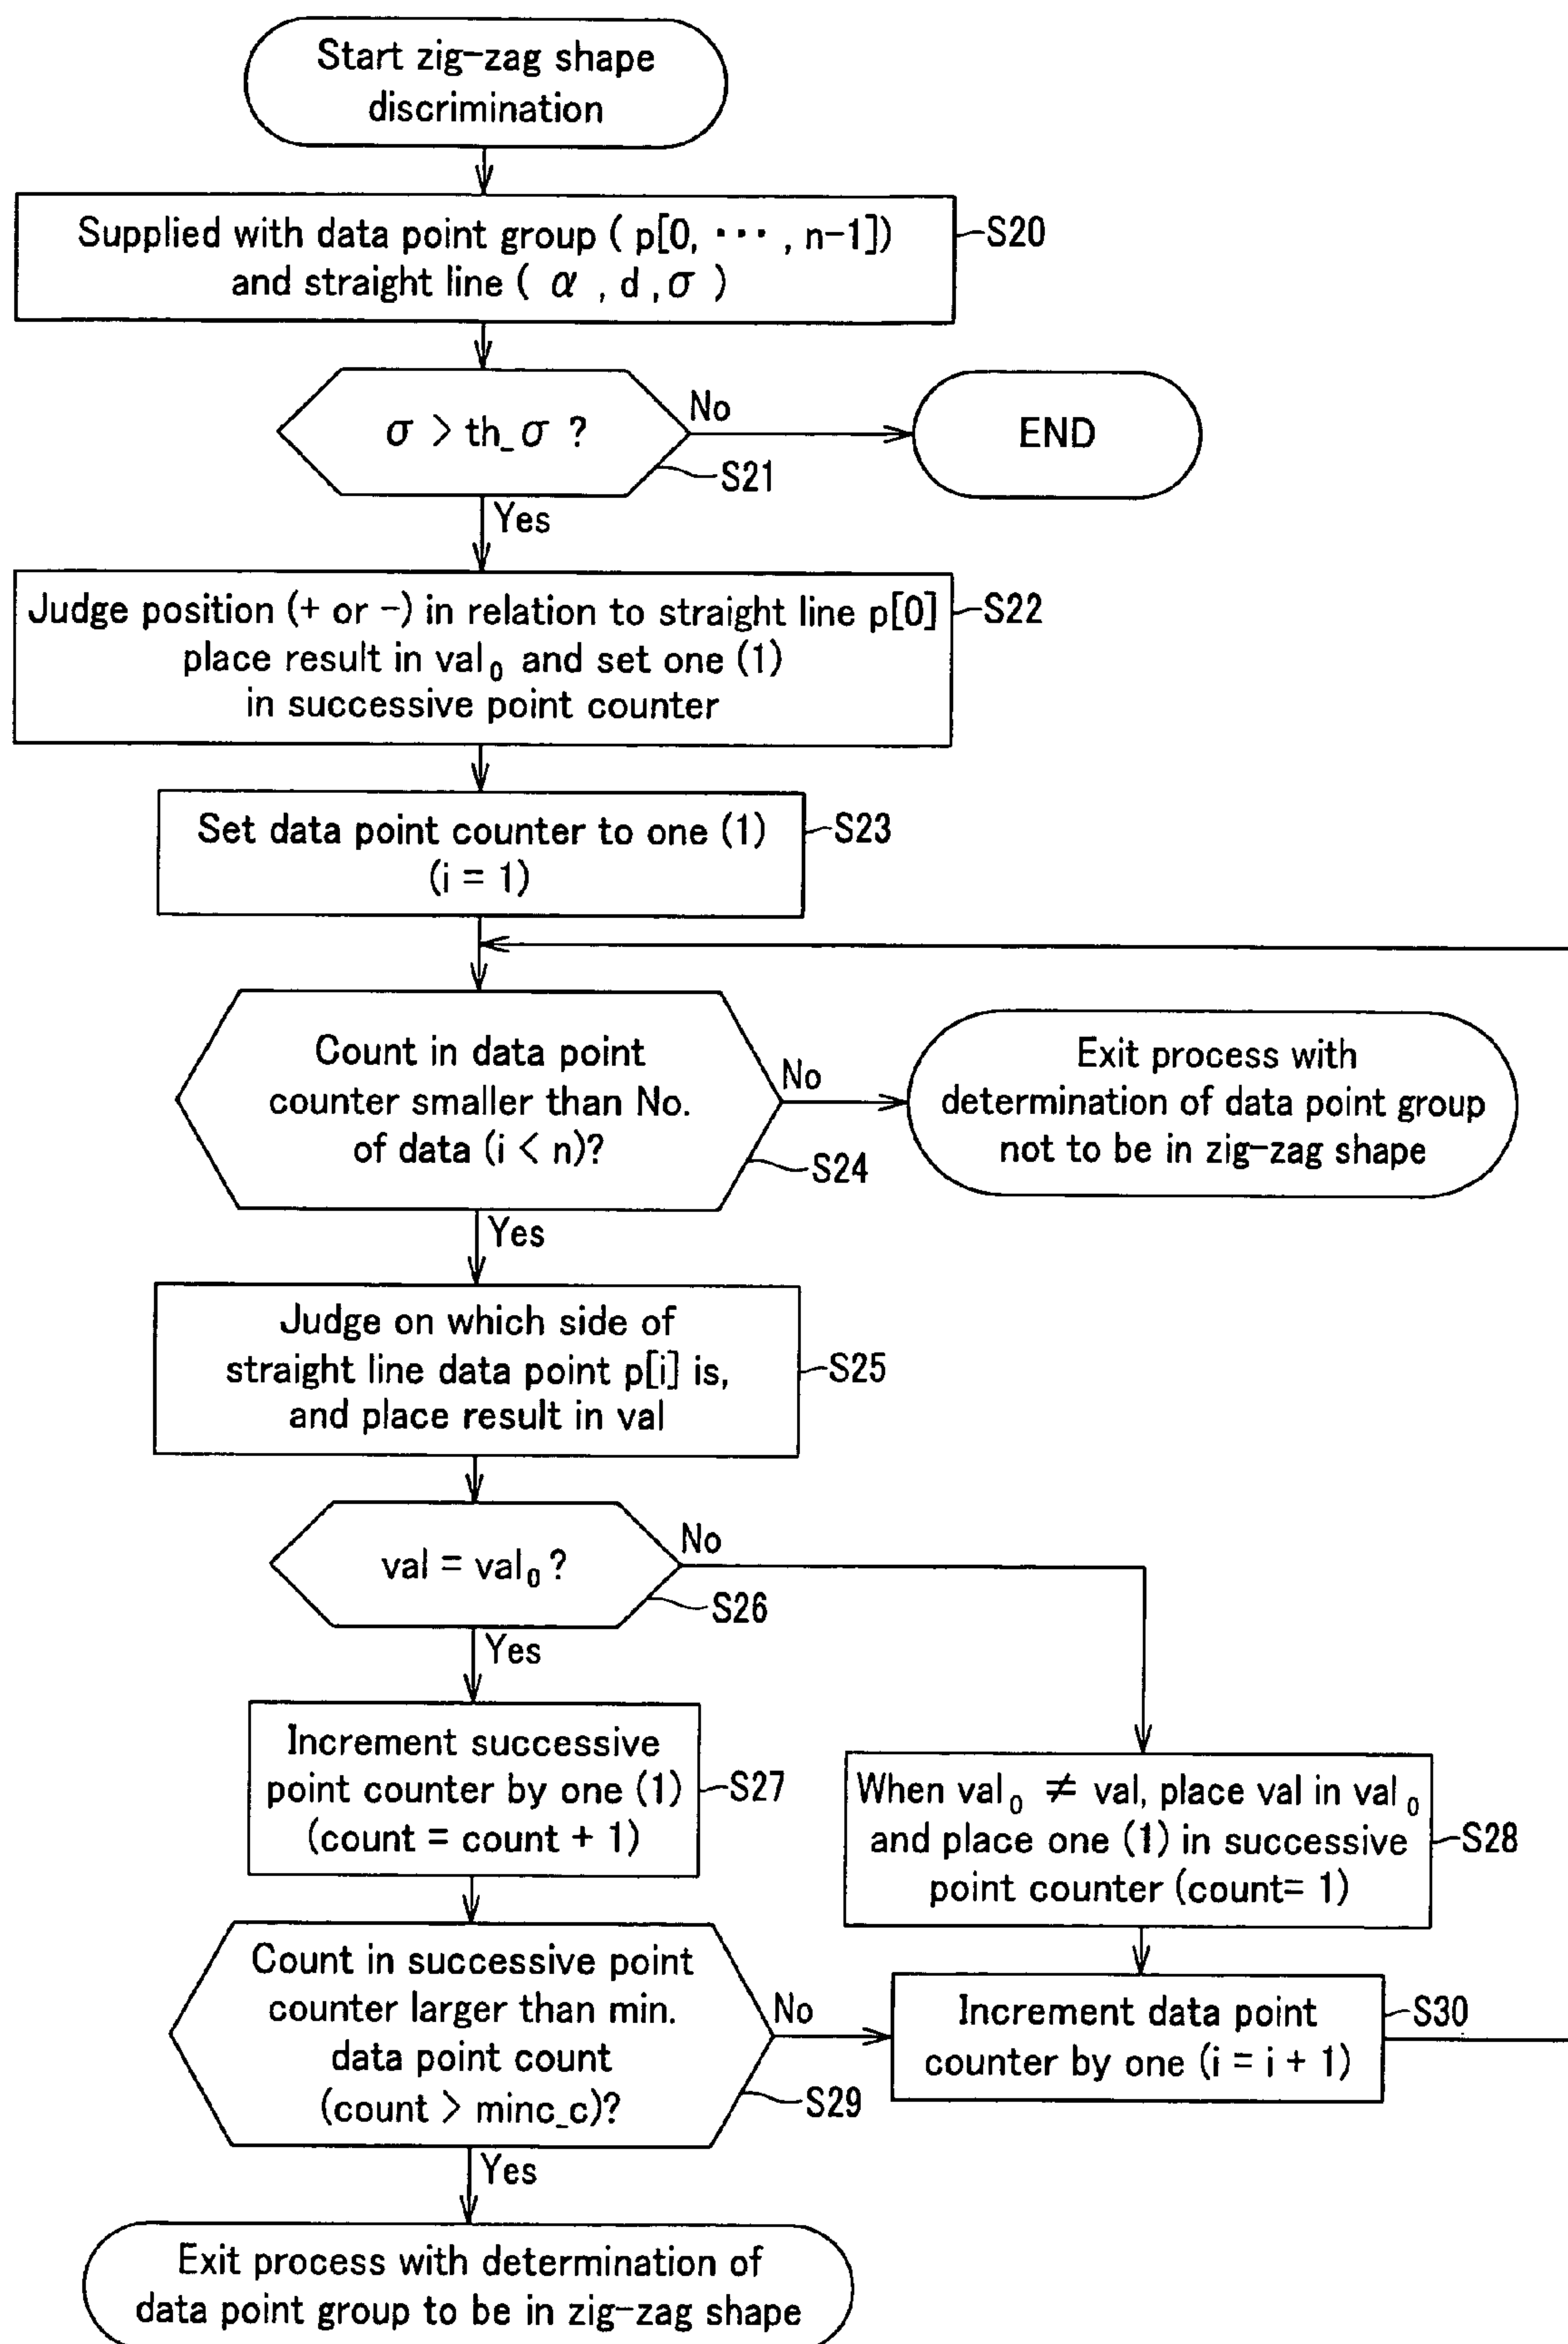 Start zig-zag shape
discrimination
Supplied with data point group ( p[0, ··· , n-1])
and straight line ( α , d , σ )
S20
σ > th_σ ?
No
END
S21
Yes
Judge position (+ or -) in relation to straight line p[0]
place result in val₀ and set one (1)
in successive point counter
S22
Set data point counter to one (1)
(i = 1)
S23
Count in data point
counter smaller than No.
of data (i < n)?
No
S24
Exit process with
determination of data point group
not to be in zig-zag shape
Yes
Judge on which side of
straight line data point p[i] is,
and place result in val
S25
val = val₀ ?
No
S26
Yes
Increment successive
point counter by one (1)
(count = count + 1)
S27
When val₀ ≠ val, place val in val₀
and place one (1) in successive
point counter (count= 1)
S28
Count in successive point
counter larger than min.
data point count
(count > minc_c)?
No
S29
Increment data point
counter by one (i = i + 1)
S30
Yes
Exit process with determination of
data point group to be in zig-zag shape